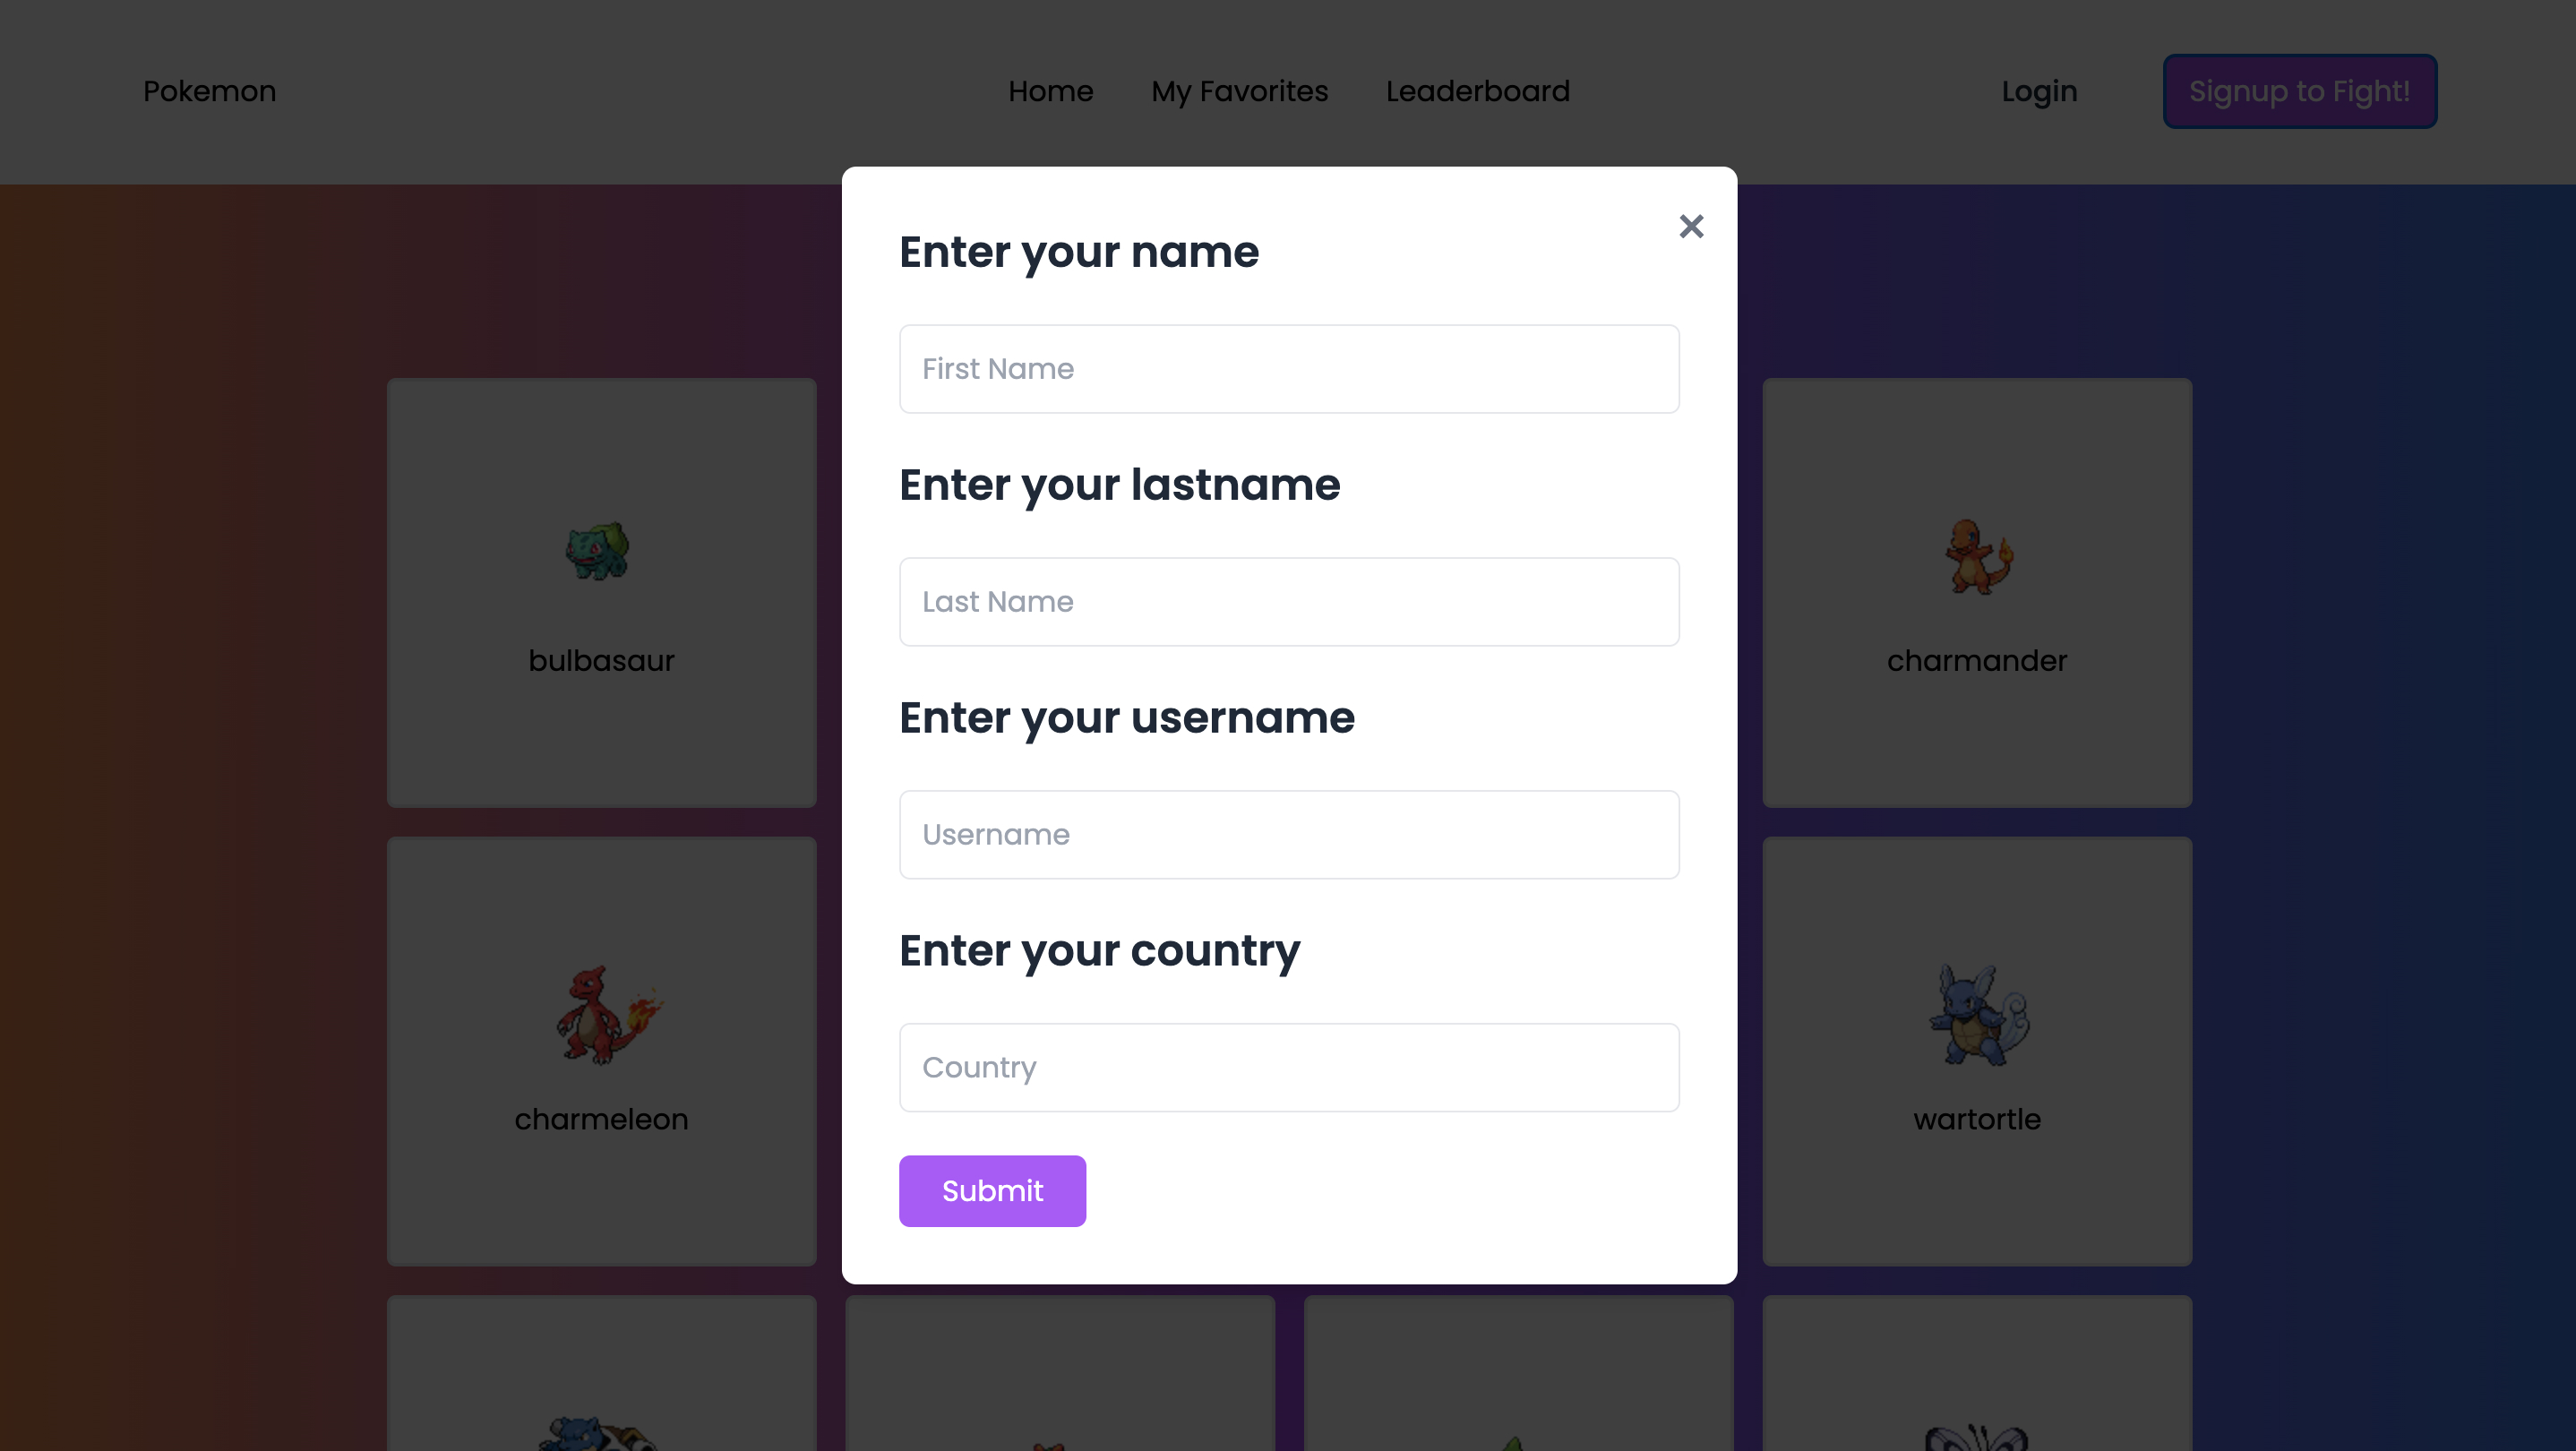 Pokemon
Home
My Favorites
Leaderboard
Login
Signup to Fight!
Enter your name
First Name
Enter your lastname
Last Name
Enter your username
Username
Enter your country
Country
Submit
bulbasaur
charmander
charmeleon
wartortle